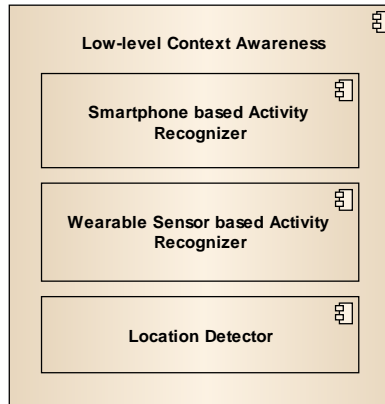 Low-level Context Awareness
Smartphone based Activity
Recognizer
Wearable Sensor based Activity
Recognizer
Location Detector